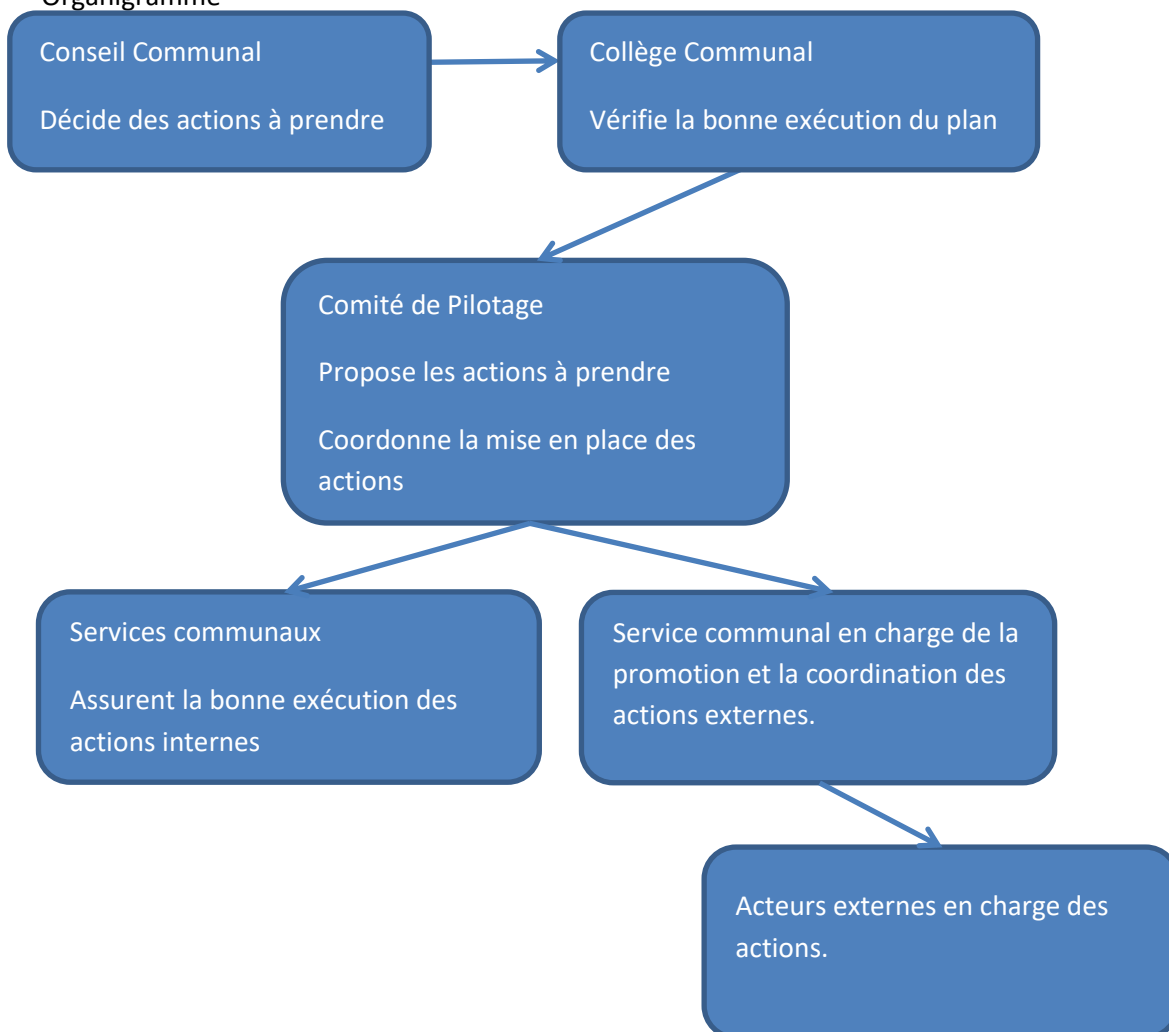 Organigramme
Conseil Communal
Décide des actions à prendre
Collège Communal
Vérifie la bonne exécution du plan
Comité de Pilotage
Propose les actions à prendre
Coordonne la mise en place des
actions
Services communaux
Assurent la bonne exécution des
actions internes
Service communal en charge de la
promotion et la coordination des
actions externes.
Acteurs externes en charge des
actions.